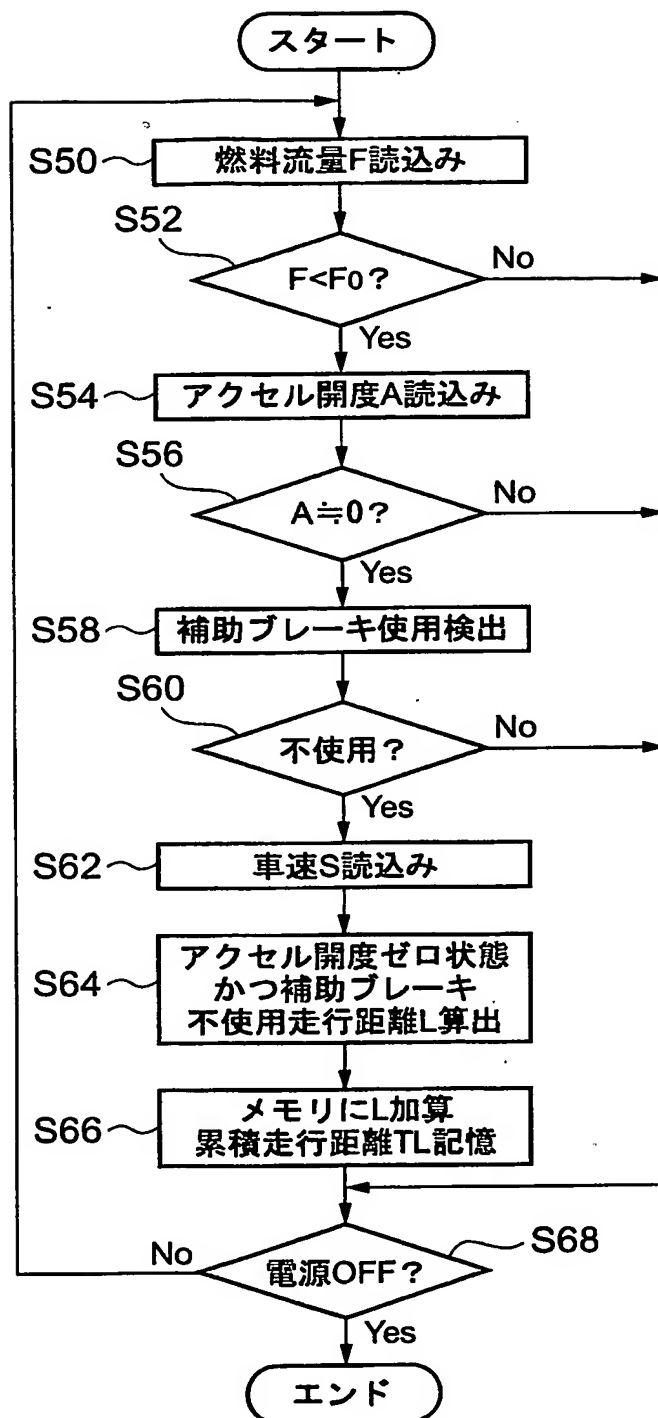 スタート
S50
燃料流量F読込み
S52
F<F0?
No
Yes
S54
アクセル開度A読込み
S56
A≒0?
No
Yes
S58
補助ブレーキ使用検出
S60
不使用?
No
Yes
S62
車速S読込み
S64
アクセル開度ゼロ状態
かつ補助ブレーキ
不使用走行距離L算出
S66
メモリにL加算
累積走行距離TL記憶
No
電源OFF?
S68
Yes
エンド